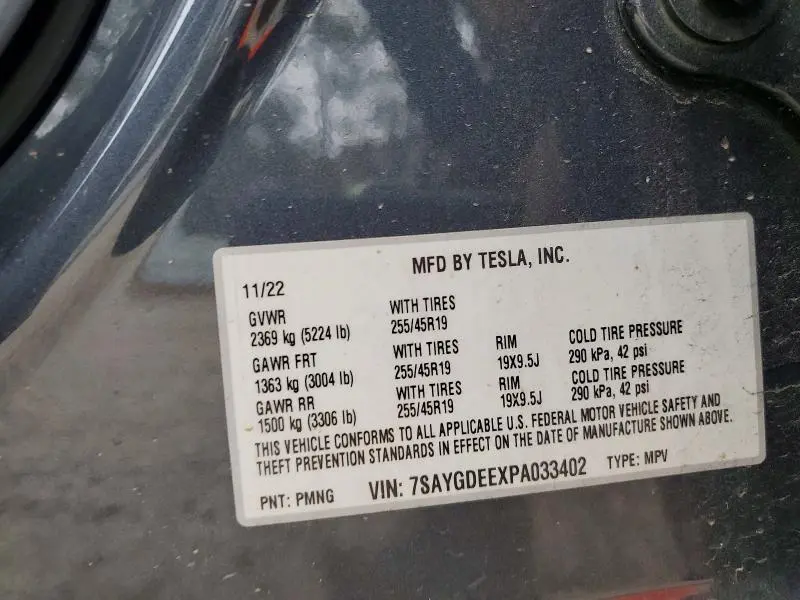 MFD BY TESLA, INC.
11/22
GVWR WITH TIRES
2369 kg (5224 lb) 255/45R19
GAWR FRT WITH TIRES RIM COLD TIRE PRESSURE
1363 kg (3004 lb) 255/45R19 19X9.5J 290 kPa, 42 psi
GAWR RR WITH TIRES RIM COLD TIRE PRESSURE
1500 kg (3306 lb) 255/45R19 19X9.5J 290 kPa, 42 psi
THIS VEHICLE CONFORMS TO ALL APPLICABLE U.S. FEDERAL MOTOR VEHICLE SAFETY AND
THEFT PREVENTION STANDARDS IN EFFECT ON THE DATE OF MANUFACTURE SHOWN ABOVE.
PNT: PMNG VIN: 7SAYGDEEXPA033402 TYPE: MPV